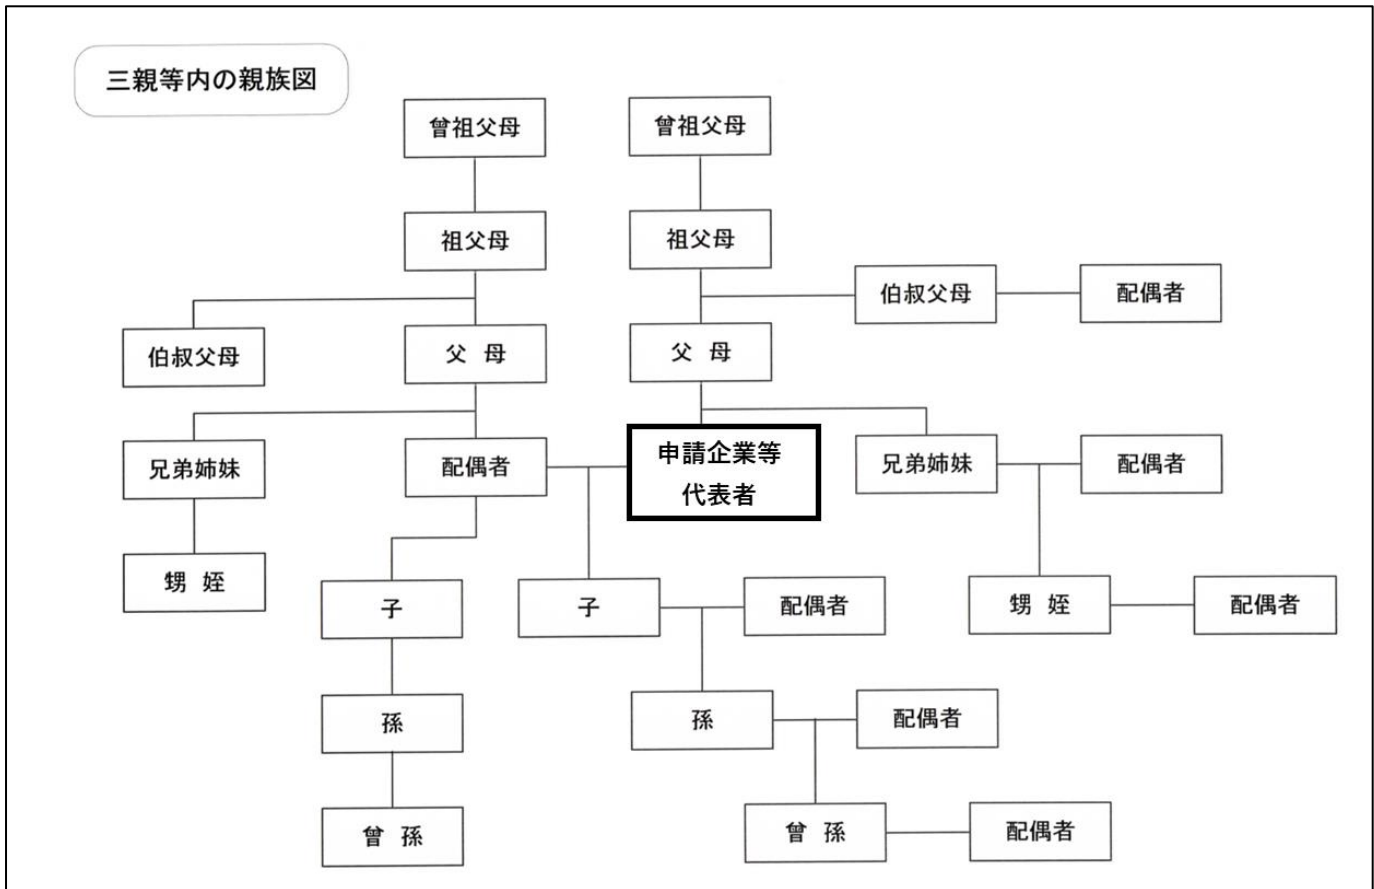 三親等内の親族図
曾祖父母
曾祖父母
祖父母
祖父母
伯叔父母
配偶者
伯叔父母
父 母
父 母
兄弟姉妹
配偶者
申請企業等
代表者
兄弟姉妹
配偶者
甥 姪
子
子
配偶者
甥 姪
配偶者
孫
孫
配偶者
曾 孫
曾 孫
配偶者